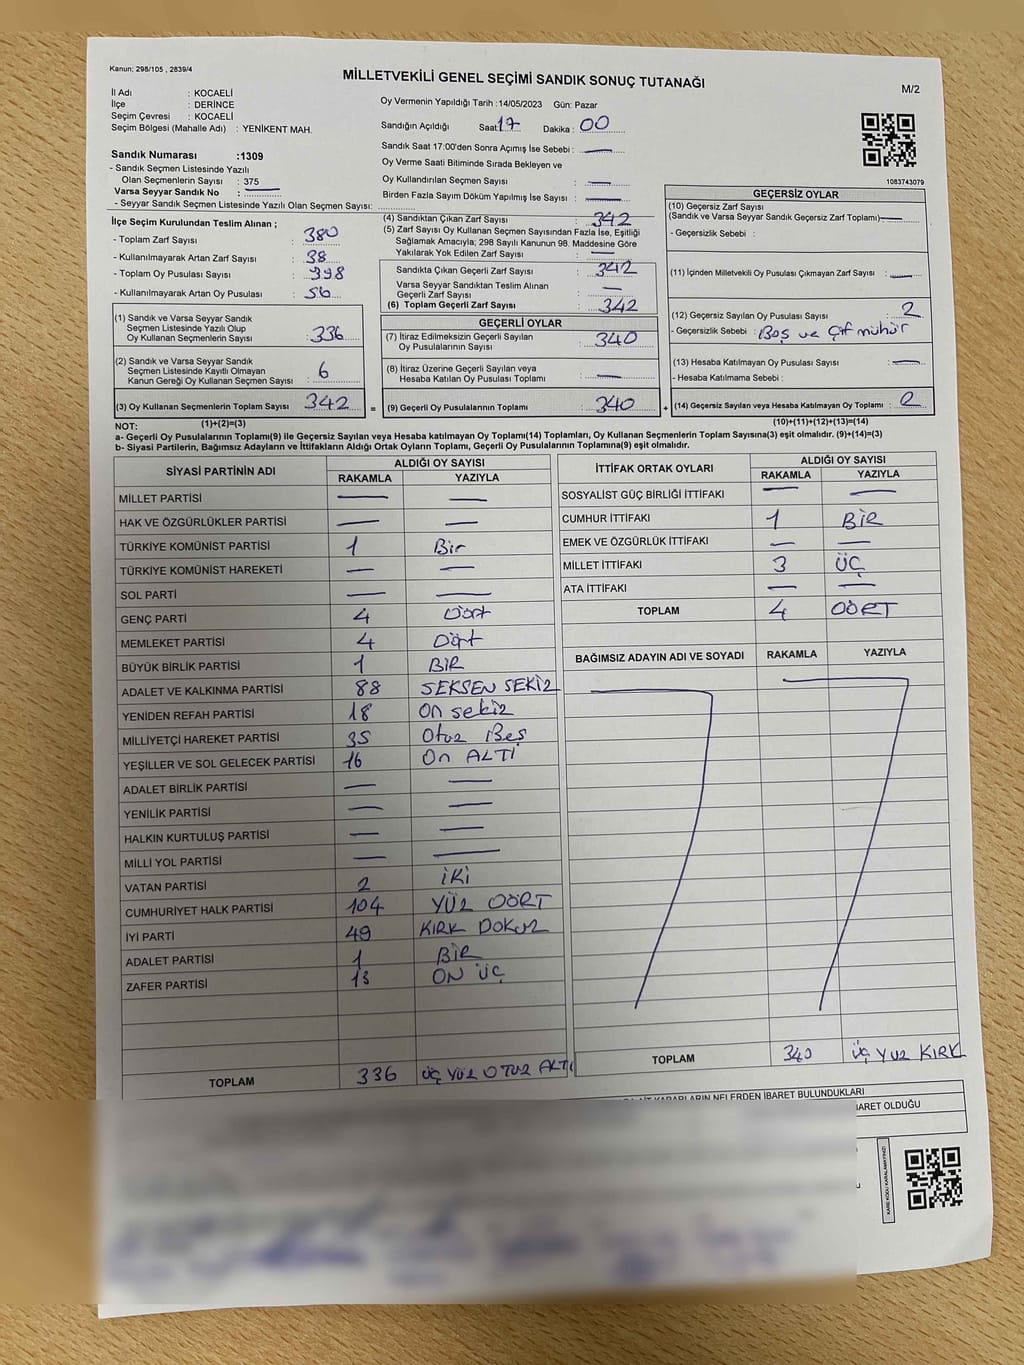 Kanun: 298/105 , 2839/4
MİLLETVEKİLİ GENEL SEÇİMİ SANDIK SONUÇ TUTANAĞI
M/2
İl Adı : KOCAELİ
İlçe : DERİNCE
Seçim Çevresi : KOCAELİ
Seçim Bölgesi (Mahalle Adı) : YENİKENT MAH.
Sandık Numarası :1309
- Sandık Seçmen Listesinde Yazılı
Olan Seçmenlerin Sayısı : 375
Varsa Seyyar Sandık No :
- Seyyar Sandık Seçmen Listesinde Yazılı Olan Seçmen Sayısı:
Oy Vermenin Yapıldığı Tarih :14/05/2023 Gün: Pazar
Sandığın Açıldığı Saat 17 Dakika : 00
Sandık Saat 17:00'den Sonra Açımış İse Sebebi : —
Oy Verme Saati Bitiminde Sırada Bekleyen ve
Oy Kullandırılan Seçmen Sayısı : —
Birden Fazla Sayım Döküm Yapılmış İse Sayısı : —
1083743079
İlçe Seçim Kurulundan Teslim Alınan ;
- Toplam Zarf Sayısı : 380
- Kullanılmayarak Artan Zarf Sayısı : 38
- Toplam Oy Pusulası Sayısı : 398
- Kullanılmayarak Artan Oy Pusulası : 56
(4) Sandıktan Çıkan Zarf Sayısı : 342
(5) Zarf Sayısı Oy Kullanan Seçmen Sayısından Fazla İse, Eşitliği
Sağlamak Amacıyla; 298 Sayılı Kanunun 98. Maddesine Göre
Yakılarak Yok Edilen Zarf Sayısı : —
Sandıkta Çıkan Geçerli Zarf Sayısı : 342
Varsa Seyyar Sandıktan Teslim Alınan
Geçerli Zarf Sayısı : —
(6) Toplam Geçerli Zarf Sayısı : 342
GEÇERSİZ OYLAR
(10) Geçersiz Zarf Sayısı
(Sandık ve Varsa Seyyar Sandık Geçersiz Zarf Toplamı) —
- Geçersizlik Sebebi :
(11) İçinden Milletvekili Oy Pusulası Çıkmayan Zarf Sayısı : —
(12) Geçersiz Sayılan Oy Pusulası Sayısı : 2
- Geçersizlik Sebebi : Boş ve Çif mühür
(13) Hesaba Katılmayan Oy Pusulası Sayısı : —
- Hesaba Katılmama Sebebi :
(14) Geçersiz Sayılan veya Hesaba Katılmayan Oy Toplamı : 2
(10)+(11)+(12)+(13)=(14)
(1) Sandık ve Varsa Seyyar Sandık
Seçmen Listesinde Yazılı Olup
Oy Kullanan Seçmenlerin Sayısı : 336
(2) Sandık ve Varsa Seyyar Sandık
Seçmen Listesinde Kayıtlı Olmayan
Kanun Gereği Oy Kullanan Seçmen Sayısı : 6
(3) Oy Kullanan Seçmenlerin Toplam Sayısı : 342 =
(1)+(2)=(3)
GEÇERLİ OYLAR
(7) İtiraz Edilmeksizin Geçerli Sayılan
Oy Pusulalarının Sayısı : 340
(8) İtiraz Üzerine Geçerli Sayılan veya
Hesaba Katılan Oy Pusulası Toplamı : —
(9) Geçerli Oy Pusulalarının Toplamı : 340 +
NOT:
a- Geçerli Oy Pusulalarının Toplamı(9) ile Geçersiz Sayılan veya Hesaba katılmayan Oy Toplamı(14) Toplamları, Oy Kullanan Seçmenlerin Toplam Sayısına(3) eşit olmalıdır. (9)+(14)=(3)
b- Siyasi Partilerin, Bağımsız Adayların ve İttifakların Aldığı Ortak Oyların Toplamı, Geçerli Oy Pusulalarının Toplamına(9) eşit olmalıdır.
SİYASİ PARTİNİN ADI ALDIĞI OY SAYISI
RAKAMLA YAZIYLA
MİLLET PARTİSİ — —
HAK VE ÖZGÜRLÜKLER PARTİSİ — —
TÜRKİYE KOMÜNİST PARTİSİ 1 Bir
TÜRKİYE KOMÜNİST HAREKETİ — —
SOL PARTİ — —
GENÇ PARTİ 4 Dört
MEMLEKET PARTİSİ 4 Dört
BÜYÜK BİRLİK PARTİSİ 1 BİR
ADALET VE KALKINMA PARTİSİ 88 SEKSEN SEKİZ
YENİDEN REFAH PARTİSİ 18 On sekiz
MİLLİYETÇİ HAREKET PARTİSİ 35 Otuz Beş
YEŞİLLER VE SOL GELECEK PARTİSİ 16 On ALTI
ADALET BİRLİK PARTİSİ — —
YENİLİK PARTİSİ — —
HALKIN KURTULUŞ PARTİSİ — —
MİLLİ YOL PARTİSİ — —
VATAN PARTİSİ 2 İKİ
CUMHURİYET HALK PARTİSİ 104 YÜZ DÖRT
İYİ PARTİ 49 KIRK DOKUZ
ADALET PARTİSİ 1 BİR
ZAFER PARTİSİ 13 ON ÜÇ
TOPLAM 336 ÜÇ YÜZ OTUZ ALTI
İTTİFAK ORTAK OYLARI ALDIĞI OY SAYISI
RAKAMLA YAZIYLA
SOSYALİST GÜÇ BİRLİĞİ İTTİFAKI — —
CUMHUR İTTİFAKI 1 BİR
EMEK VE ÖZGÜRLÜK İTTİFAKI — —
MİLLET İTTİFAKI 3 ÜÇ
ATA İTTİFAKI — —
TOPLAM 4 DÖRT
BAĞIMSIZ ADAYIN ADI VE SOYADI RAKAMLA YAZIYLA
TOPLAM 340 ÜÇ YÜZ KIRK
KARARLARIN NELERDEN İBARET BULUNDUKLARI
İBARET OLDUĞU